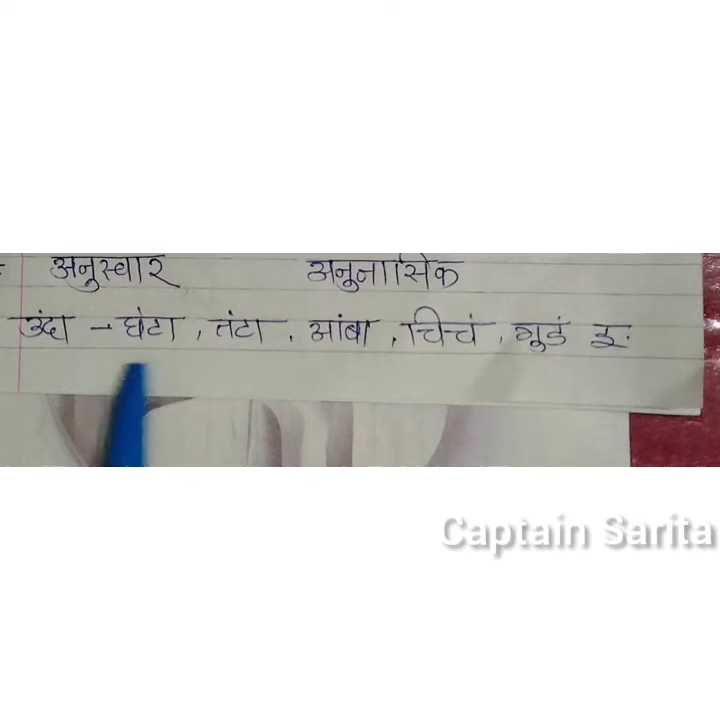 अनुस्वार अनुनासिक
उंदा - घंटा , तंटा , आंबा , चिचं , गूडं इ.
Captain Sarita